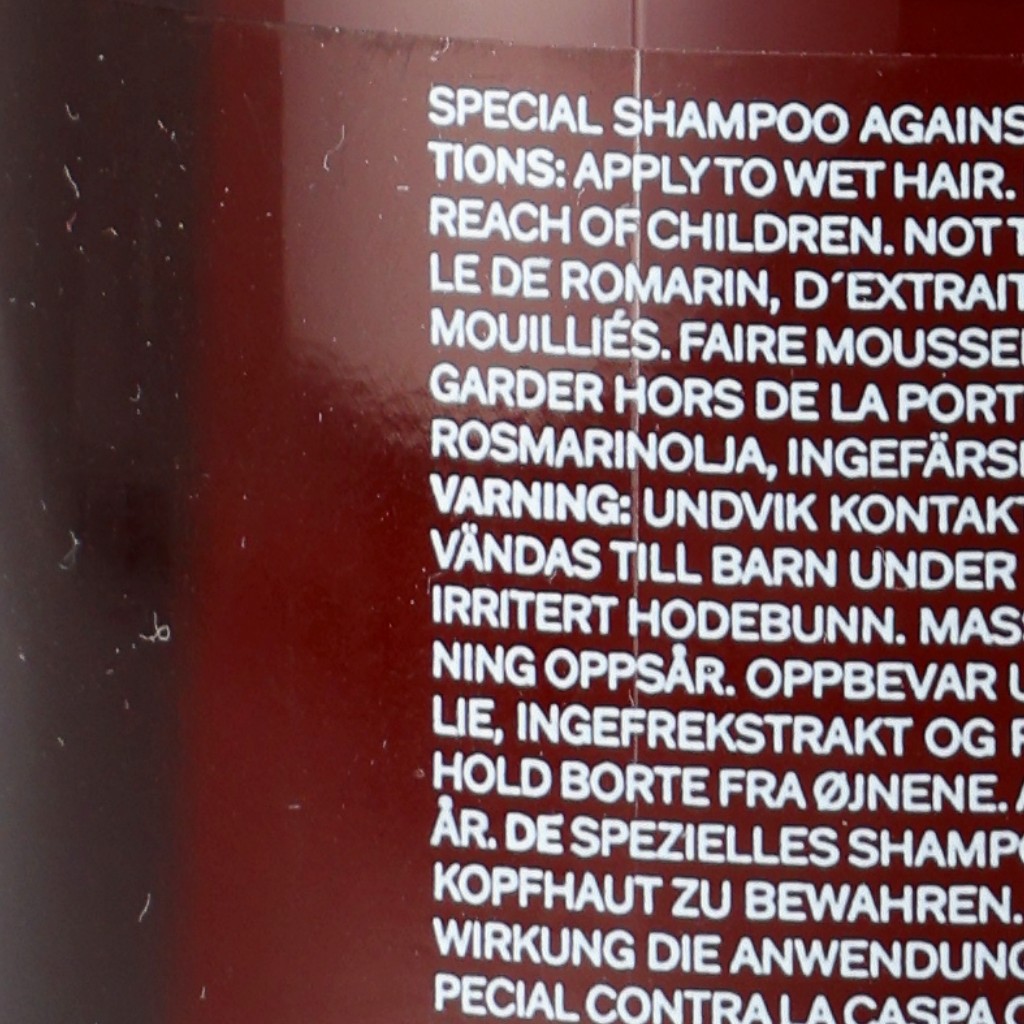 SPECIAL SHAMPOO AGAINS
TIONS: APPLY TO WET HAIR.
REACH OF CHILDREN. NOT T
LE DE ROMARIN, D´EXTRAIT
MOUILLIÉS. FAIRE MOUSSE
GARDER HORS DE LA PORT
ROSMARINOLJA, INGEFÄRS
VARNING: UNDVIK KONTAKT
VÄNDAS TILL BARN UNDER
IRRITERT HODEBUNN. MAS
NING OPPSÅR. OPPBEVAR U
LIE, INGEFREKSTRAKT OG
HOLD BORTE FRA ØJNENE. A
ÅR. DE SPEZIELLES SHAMPO
KOPFHAUT ZU BEWAHREN.
WIRKUNG DIE ANWENDUNG
PECIAL CONTRA LA CASPA